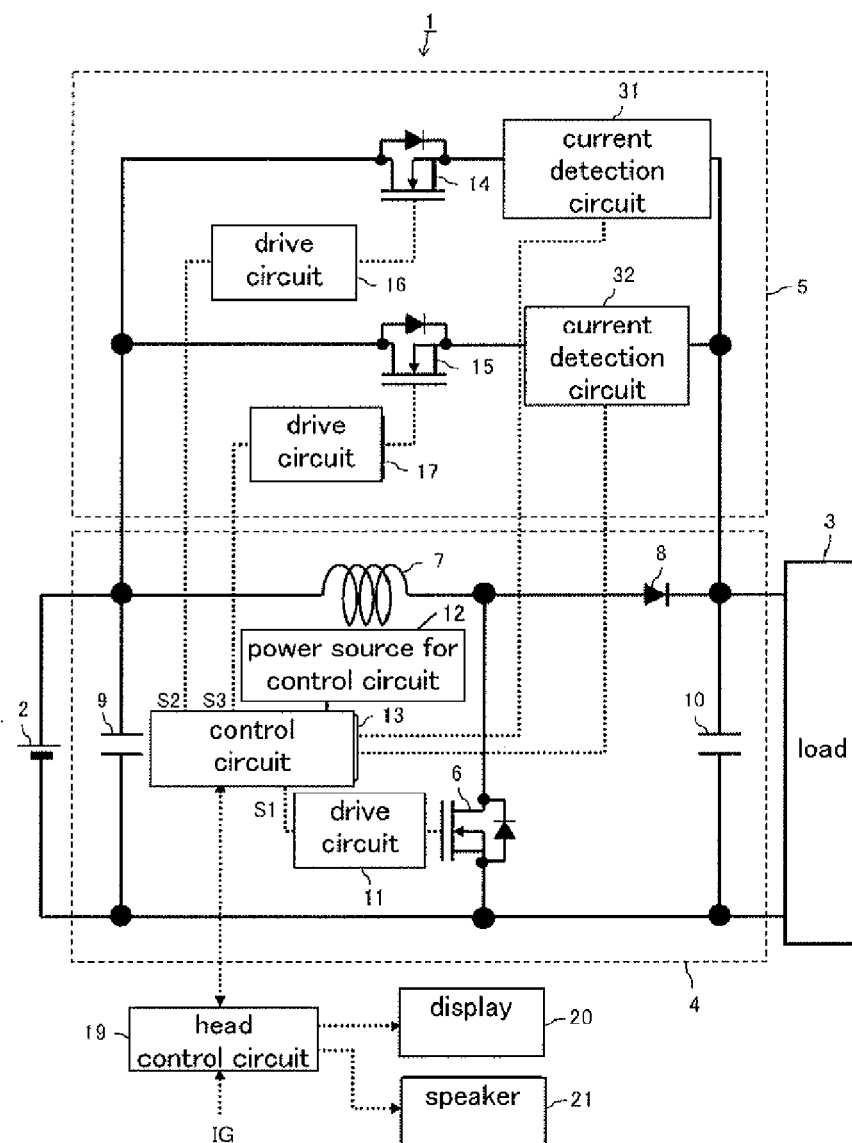 1
31
current
detection
circuit
14
drive
circuit
16
32
5
current
detection
circuit
15
drive
circuit
17
3
7
8
12
power source for
control circuit
S2
S3
2
9
13
10
control
circuit
load
6
S1
drive
circuit
11
4
19
head
control circuit
display
20
speaker
21
IG